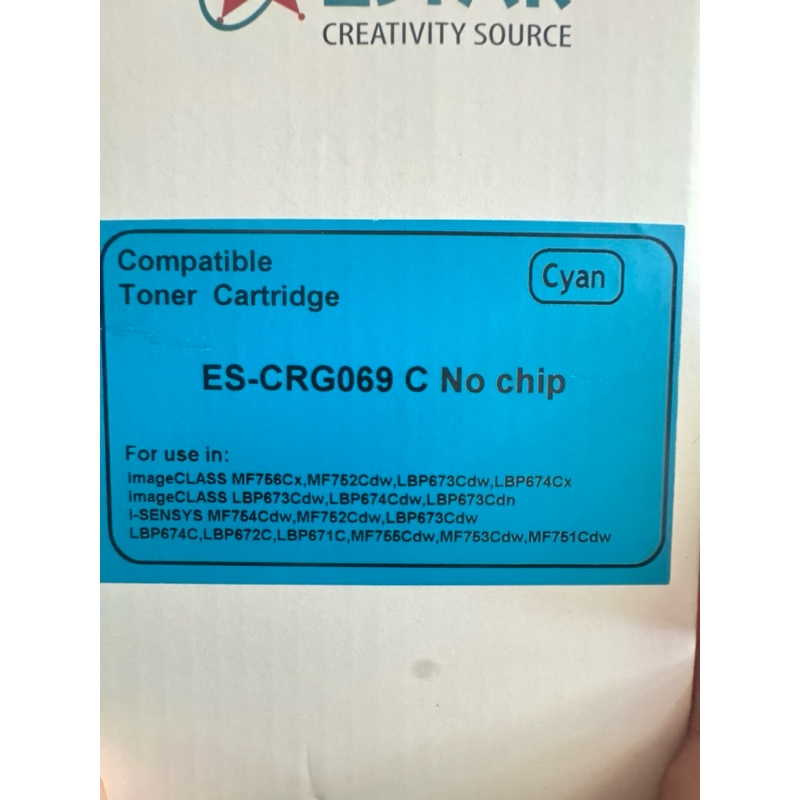 CREATIVITY SOURCE
Compatible
Toner Cartridge
Cyan
ES-CRG069 C No chip
For use in:
imageCLASS MF756Cx,MF752Cdw,LBP673Cdw,LBP674Cx
imageCLASS LBP673Cdw,LBP674Cdw,LBP673Cdn
i-SENSYS MF754Cdw,MF752Cdw,LBP673Cdw
LBP674C,LBP672C,LBP671C,MF755Cdw,MF753Cdw,MF751Cdw